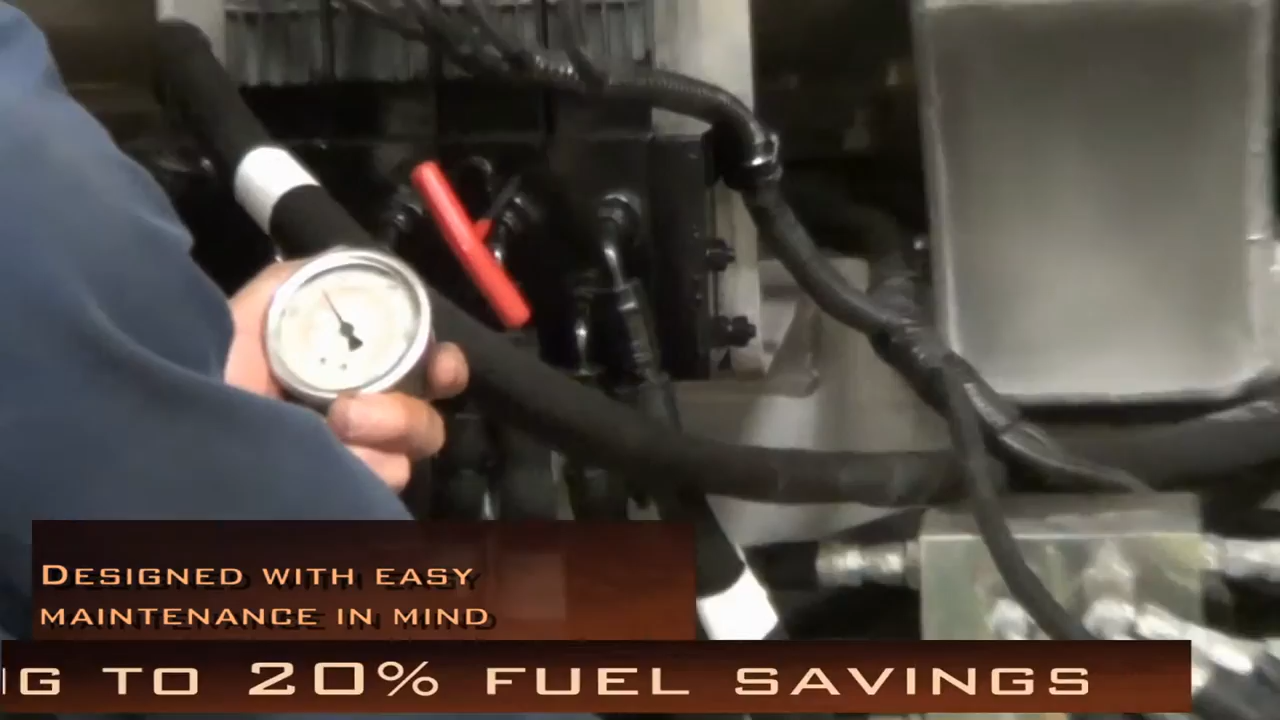 Designed with easy
maintenance in mind
G to 20% fuel savings